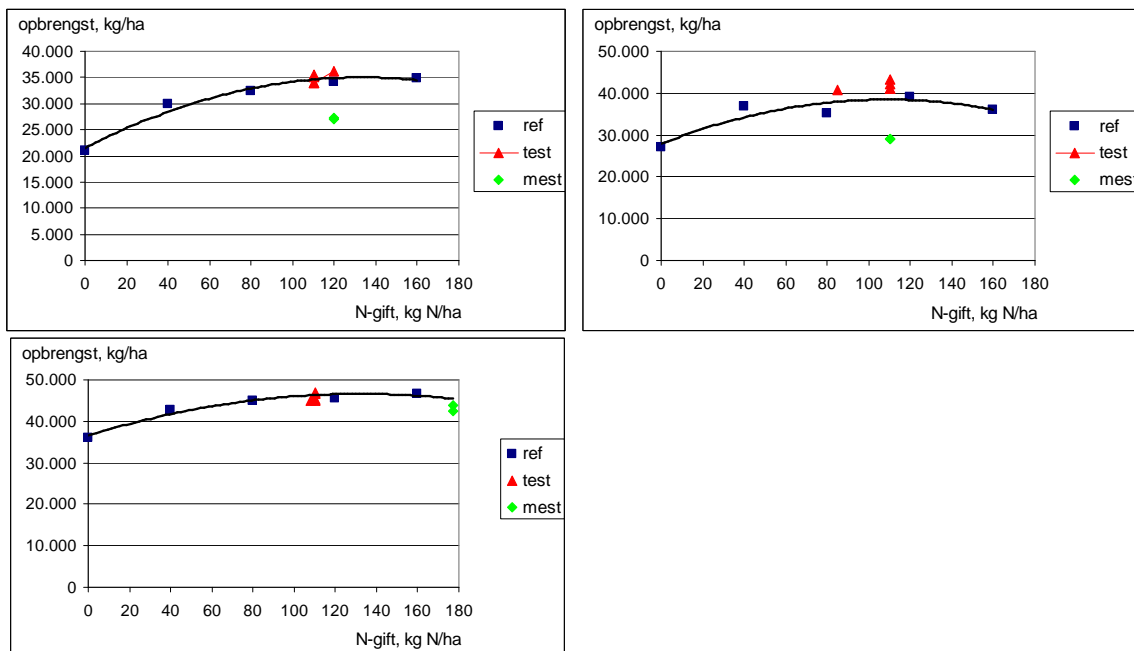 opbrengst, kg/ha
40.000
35.000
30.000
25.000
20.000
15.000
10.000
5.000
0
0 20 40 60 80 100 120 140 160 180
N-gift, kg N/ha
ref
test
mest
opbrengst, kg/ha
50.000
40.000
30.000
20.000
10.000
0
0 20 40 60 80 100 120 140 160 180
N-gift, kg N/ha
ref
test
mest
opbrengst, kg/ha
50.000
40.000
30.000
20.000
10.000
0
0 20 40 60 80 100 120 140 160 180
N-gift, kg N/ha
ref
test
mest